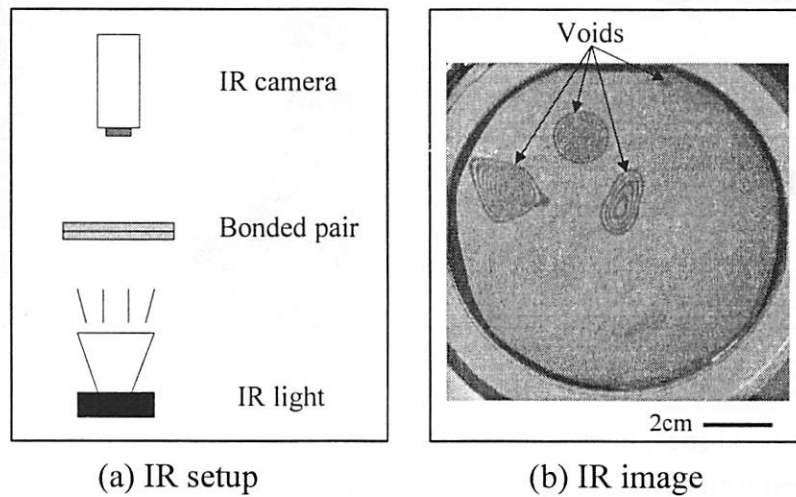 IR camera
Bonded pair
IR light
(a) IR setup
Voids
2cm
(b) IR image